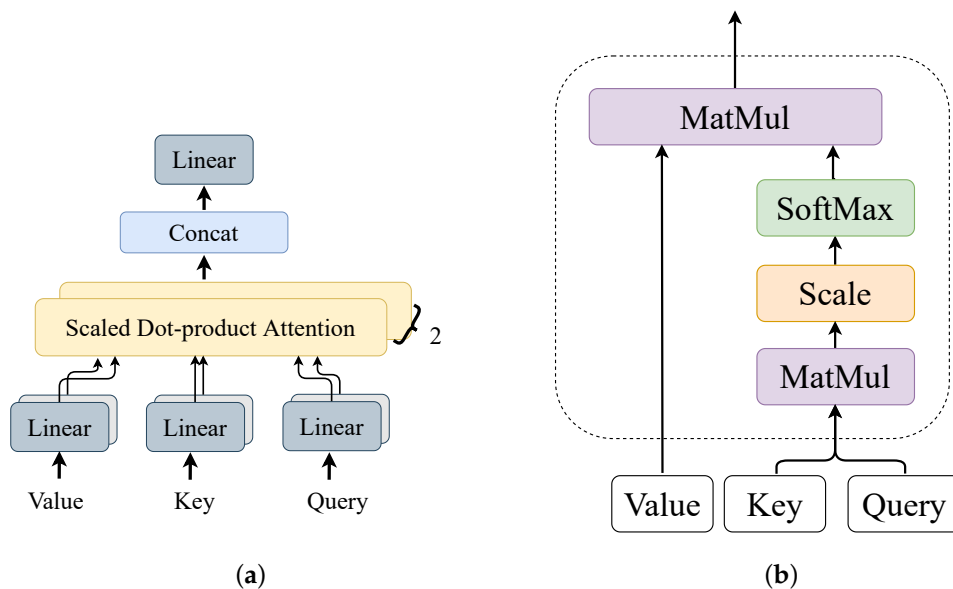 Linear
Concat
Scaled Dot-product Attention
2
Linear Linear Linear
Value Key Query
(a)
MatMul
SoftMax
Scale
MatMul
Value Key Query
(b)